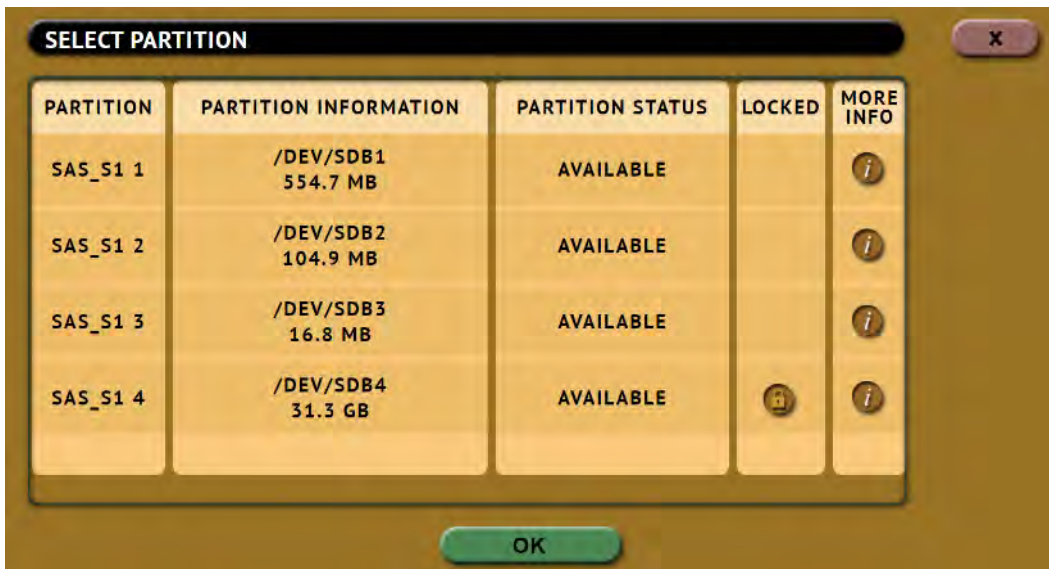 SELECT PARTITION
X
PARTITION PARTITION INFORMATION PARTITION STATUS LOCKED MORE INFO
SAS_S1 1 /DEV/SDB1 AVAILABLE i
554.7 MB
SAS_S1 2 /DEV/SDB2 AVAILABLE i
104.9 MB
SAS_S1 3 /DEV/SDB3 AVAILABLE i
16.8 MB
SAS_S1 4 /DEV/SDB4 AVAILABLE i
31.3 GB
OK